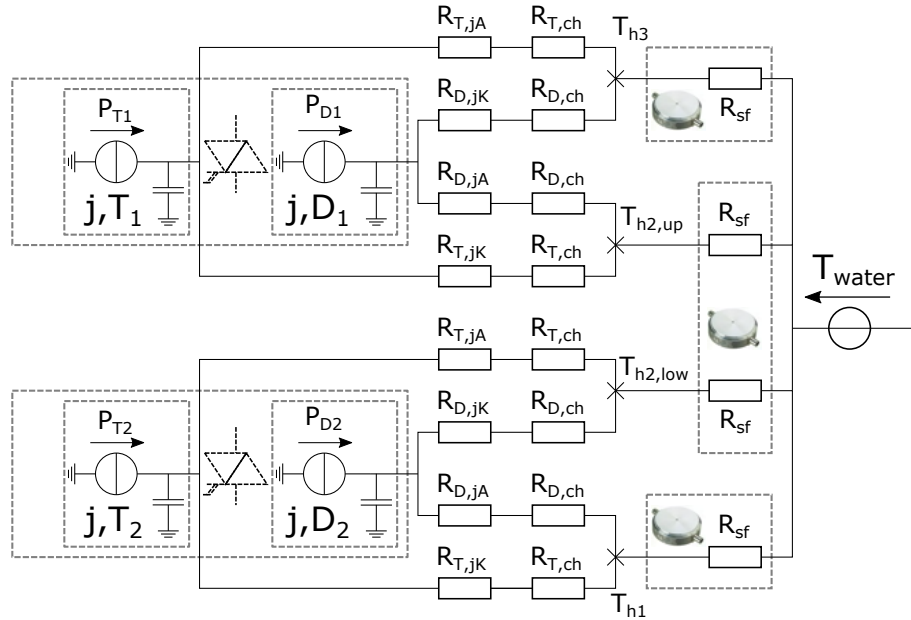 R_T,jA R_T,ch T_h3
P_T1 P_D1 R_D,jK R_D,ch R_sf
j,T_1 j,D_1 R_D,jA R_D,ch T_h2,up R_sf
R_T,jK R_T,ch
T_water
R_T,jA R_T,ch T_h2,low
P_T2 P_D2 R_D,jK R_D,ch R_sf
j,T_2 j,D_2 R_D,jA R_D,ch R_sf
R_T,jK R_T,ch
T_h1